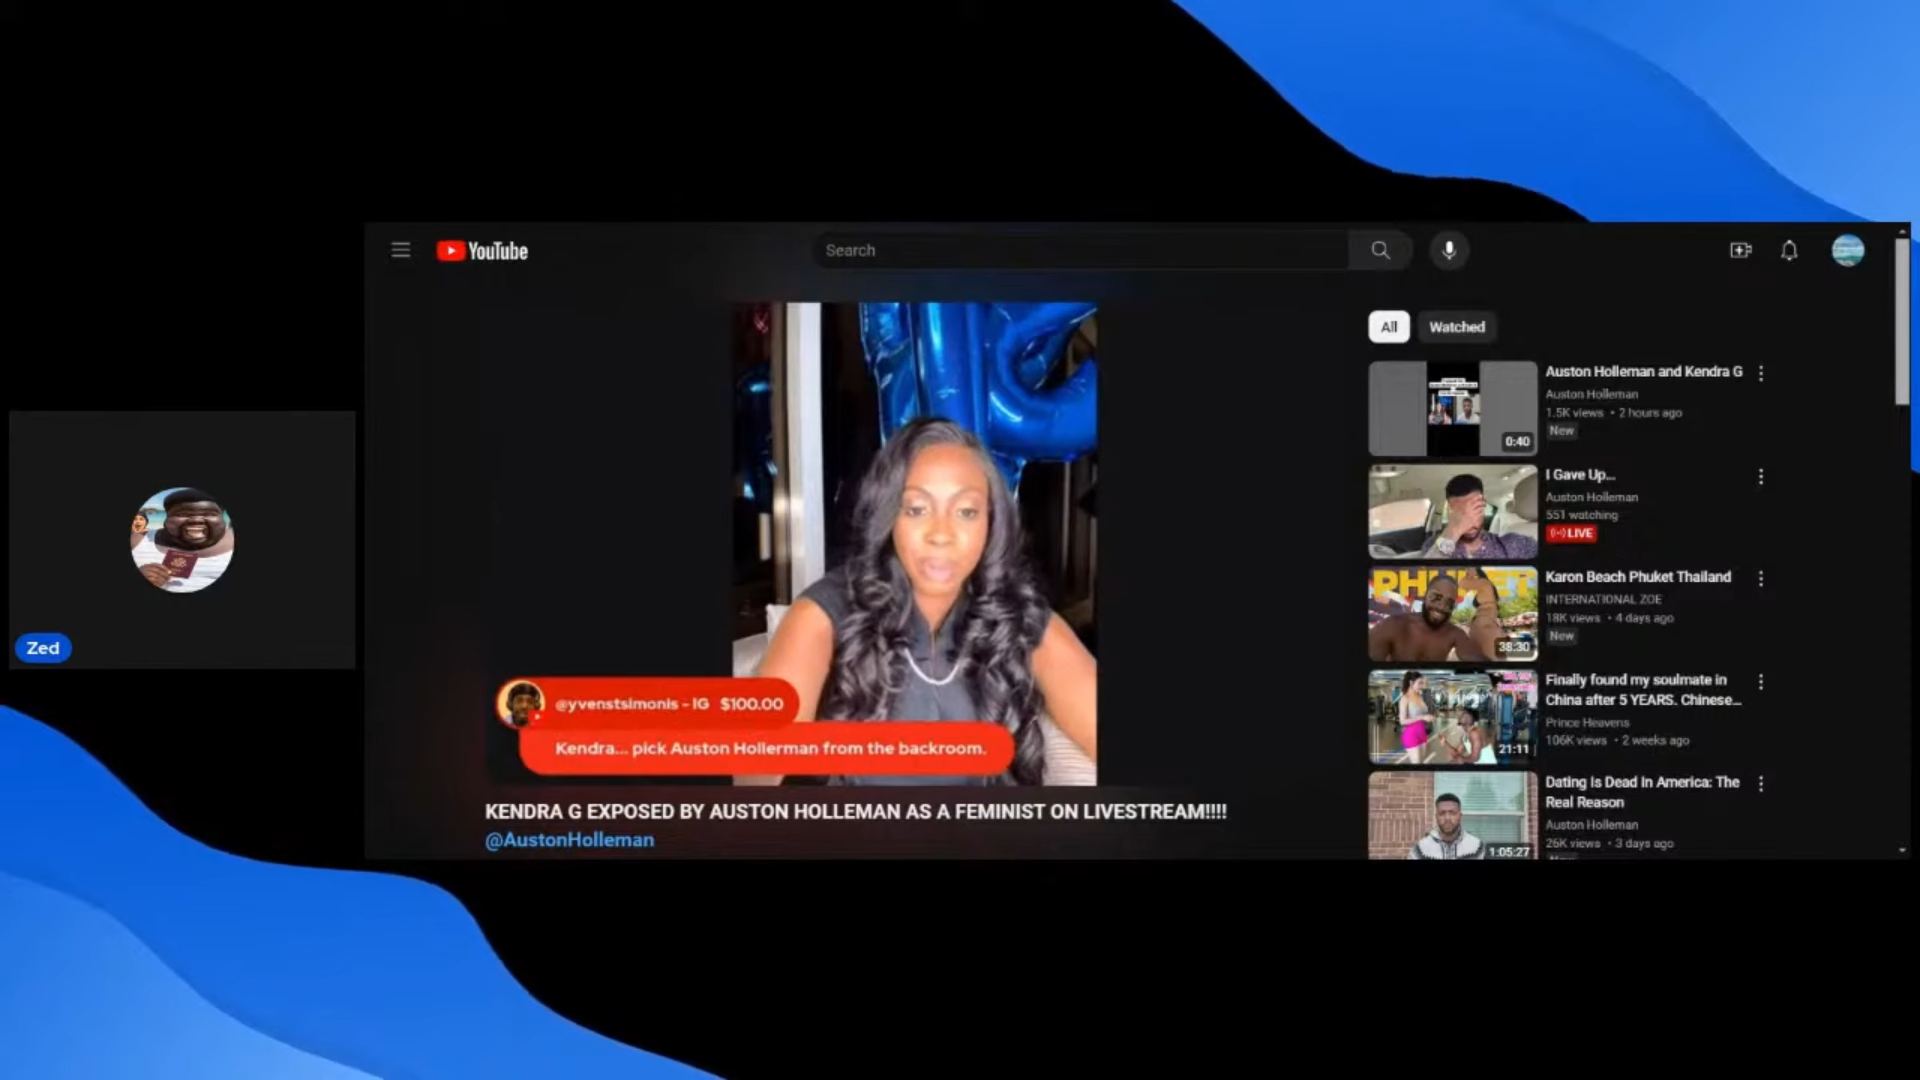 YouTube
Search
All
Watched
Auston Holleman and Kendra G
Auston Holleman
1.5K views • 2 hours ago
New
0:40
I Gave Up...
Auston Holleman
551 watching
LIVE
PHUKET
Karon Beach Phuket Thailand
INTERNATIONAL ZOE
18K views • 4 days ago
New
38:30
Finally found my soulmate in
China after 5 YEARS. Chinese...
Prince Heavens
106K views • 2 weeks ago
21:11
Dating Is Dead In America: The
Real Reason
Auston Holleman
26K views • 3 days ago
1:05:27
Zed
@yvenstsimonis - IG $100.00
Kendra... pick Auston Hollerman from the backroom.
KENDRA G EXPOSED BY AUSTON HOLLEMAN AS A FEMINIST ON LIVESTREAM!!!!
@AustonHolleman